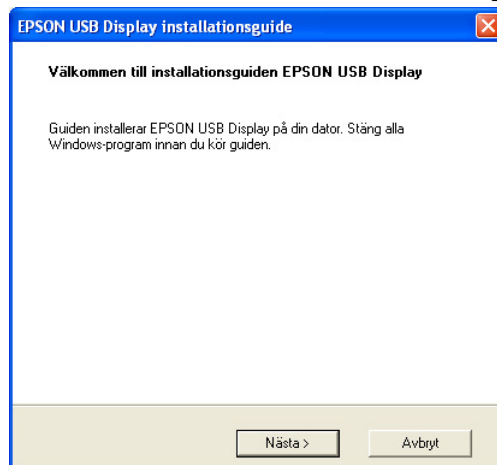 EPSON USB Display installationsguide
Välkommen till installationsguiden EPSON USB Display
Guiden installerar EPSON USB Display på din dator. Stäng alla
Windows-program innan du kör guiden.
Nästa >
Avbryt